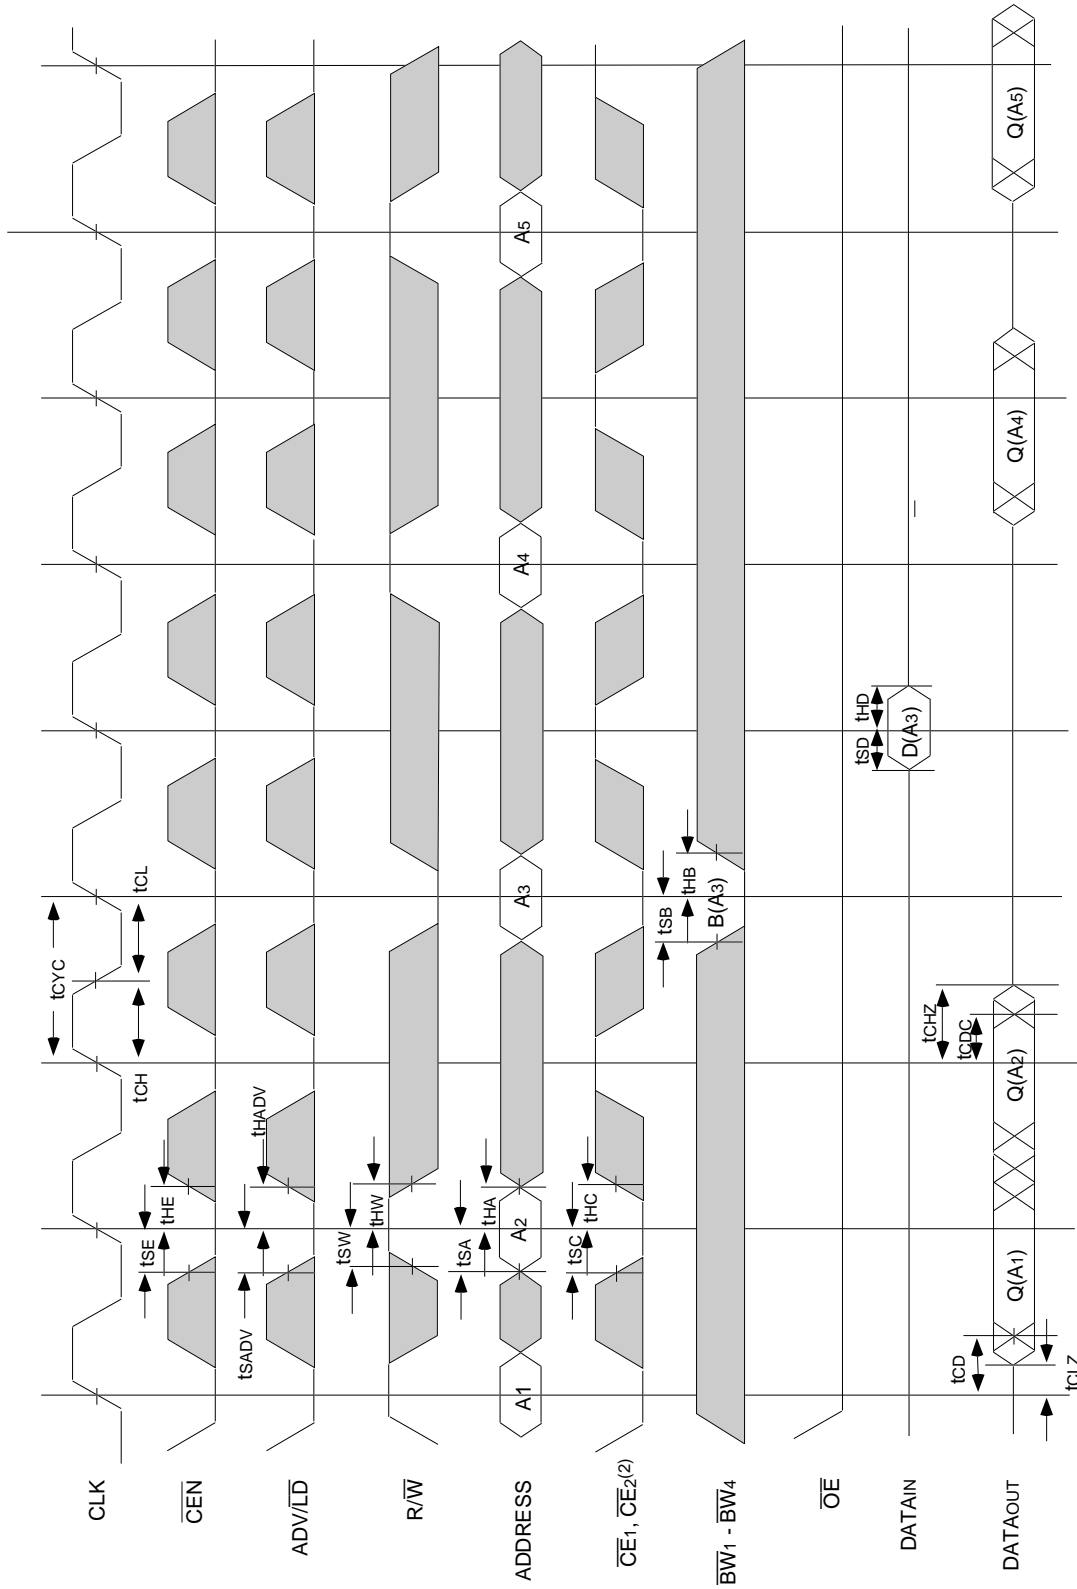 CLK
tCYC
tCH
tCL
CEN
tSE
tHE
ADV/LD
tSADV
tHADV
R/W
tSW
tHW
ADDRESS
A1
A2
A3
A4
A5
tSA
tHA
CE1, CE2(2)
tSC
tHC
BW1 - BW4
tSB
tHB
B(A3)
OE
DATAIN
tSD
tHD
D(A3)
DATAOUT
tCD
tCLZ
Q(A1)
Q(A2)
tCHZ
tCDC
Q(A4)
Q(A5)